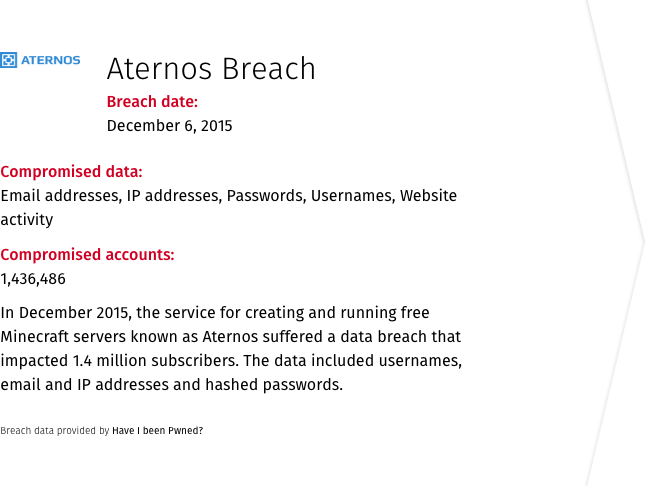 ATERNOS
Aternos Breach
Breach date:
December 6, 2015
Compromised data:
Email addresses, IP addresses, Passwords, Usernames, Website
activity
Compromised accounts:
1,436,486
In December 2015, the service for creating and running free
Minecraft servers known as Aternos suffered a data breach that
impacted 1.4 million subscribers. The data included usernames,
email and IP addresses and hashed passwords.
Breach data provided by Have I been Pwned?